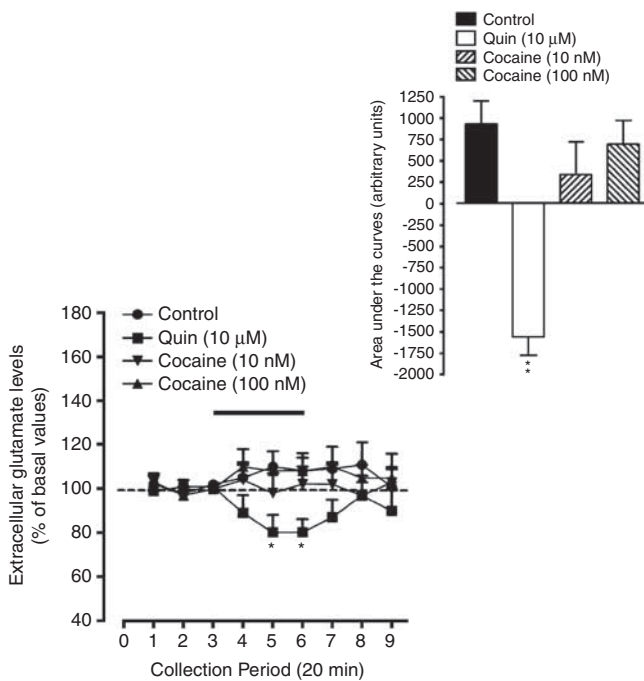 Control
Quin (10 μM)
Cocaine (10 nM)
Cocaine (100 nM)
Area under the curves (arbitrary units)
1250
1000
750
500
250
0
-250
-500
-750
-1000
-1250
-1500
-1750
-2000
*
*
Extracellular glutamate levels
(% of basal values)
180
160
140
120
100
80
60
40
Control
Quin (10 μM)
Cocaine (10 nM)
Cocaine (100 nM)
* *
0 1 2 3 4 5 6 7 8 9
Collection Period (20 min)